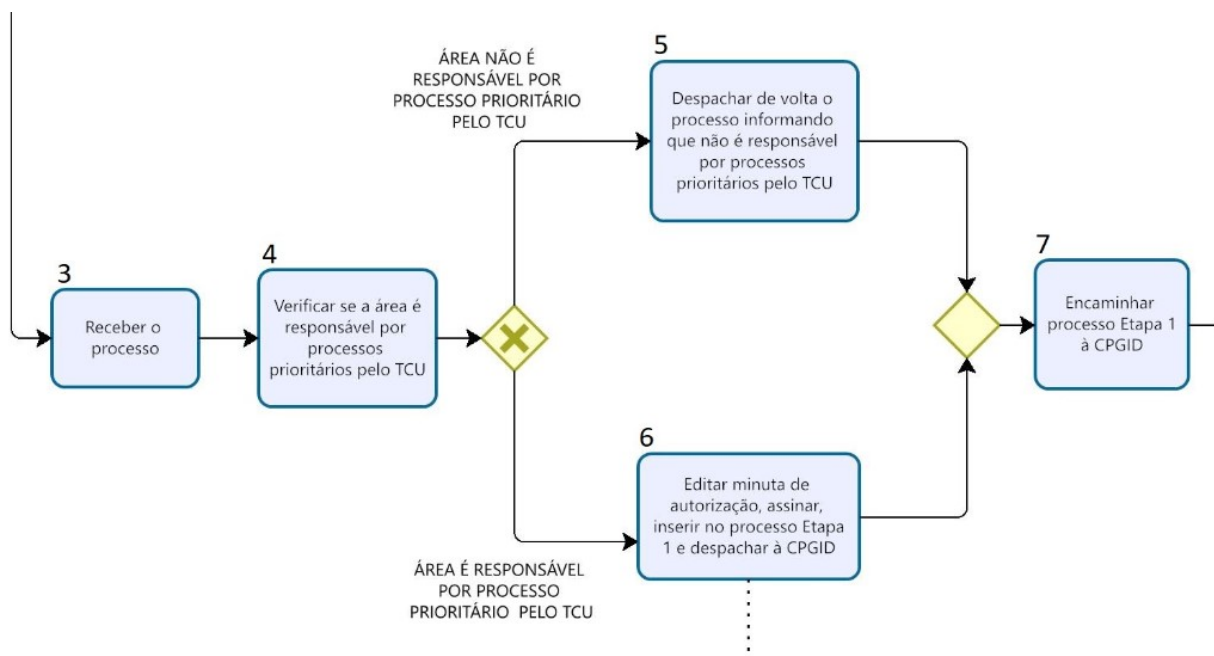 3
Receber o
processo
4
Verificar se a área é
responsável por
processos
prioritários pelo TCU
ÁREA NÃO É
RESPONSÁVEL POR
PROCESSO PRIORITÁRIO
PELO TCU
5
Despachar de volta o
processo informando
que não é responsável
por processos
prioritários pelo TCU
ÁREA É RESPONSÁVEL
POR PROCESSO
PRIORITÁRIO PELO TCU
6
Editar minuta de
autorização, assinar,
inserir no processo Etapa
1 e despachar à CPGID
7
Encaminhar
processo Etapa 1
à CPGID